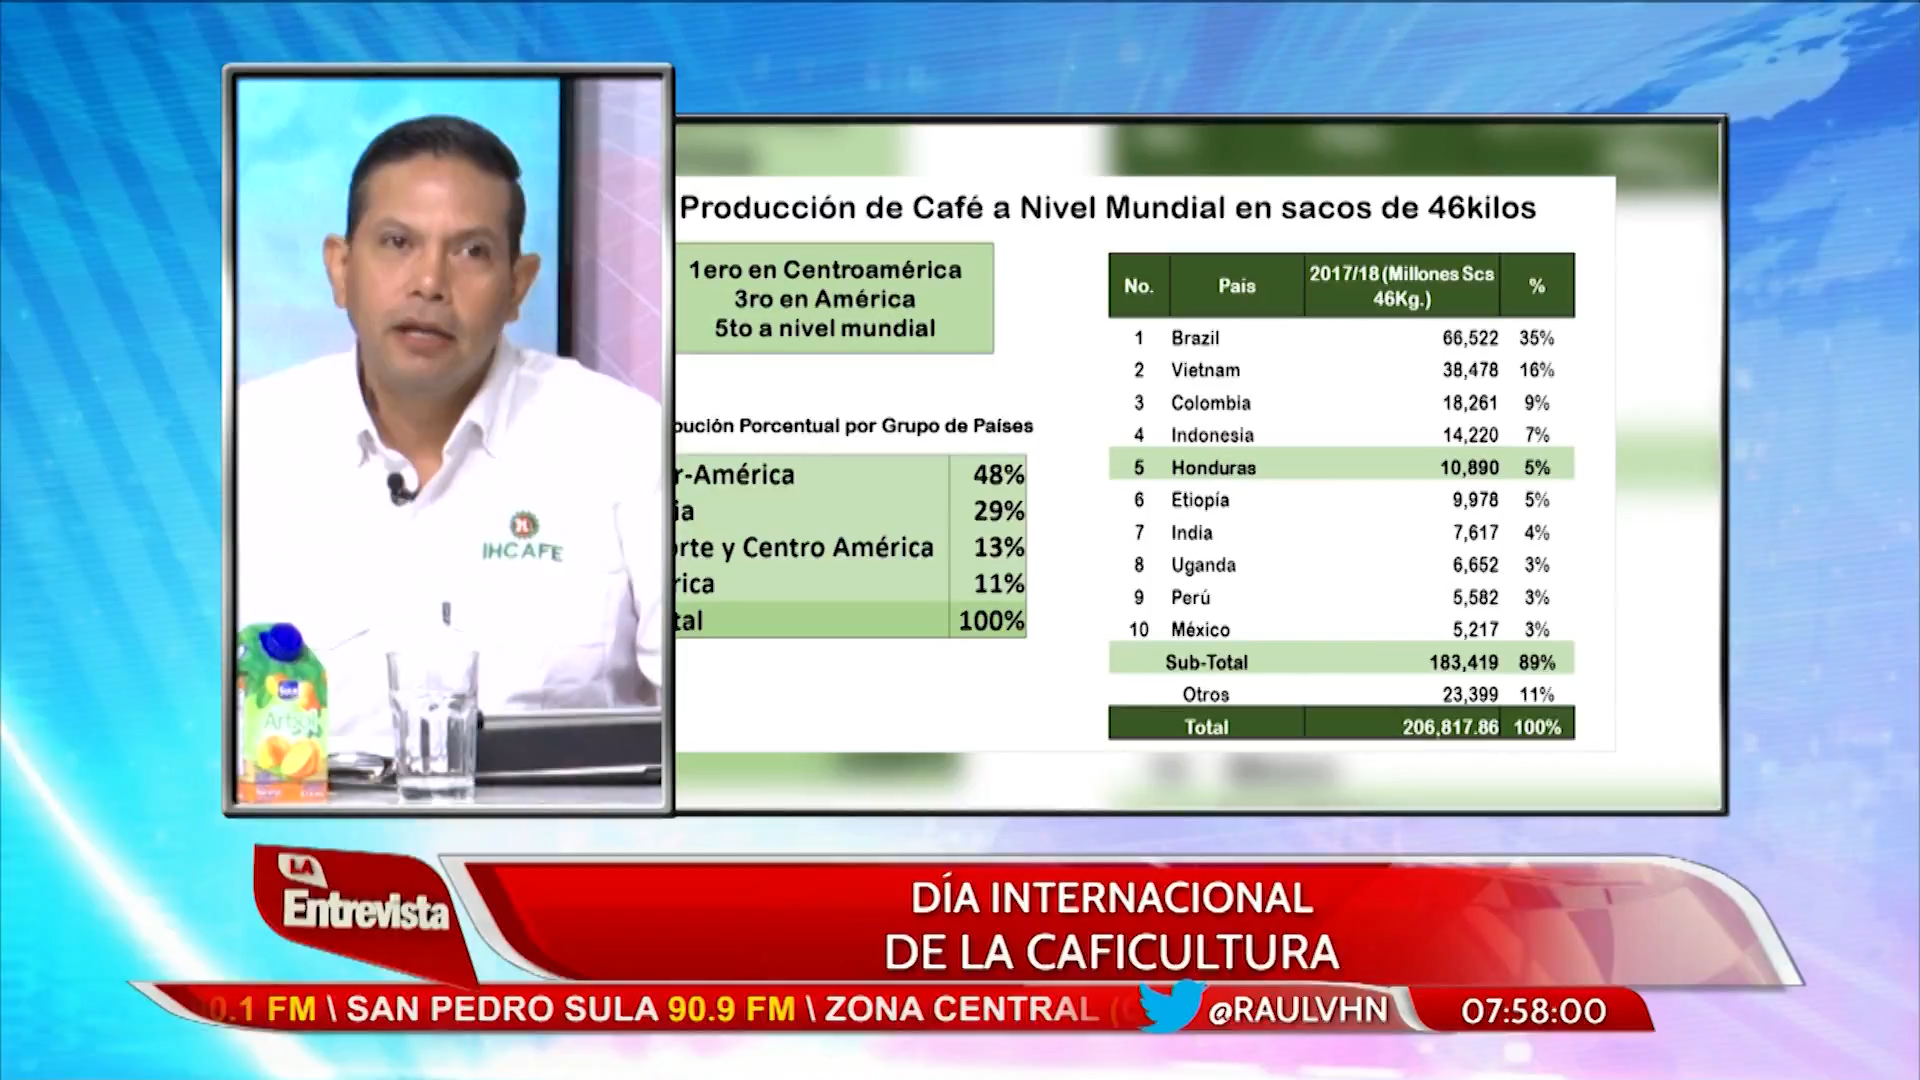 Producción de Café a Nivel Mundial en sacos de 46kilos
1ero en Centroamérica
3ro en América
5to a nivel mundial
bución Porcentual por Grupo de Países
r-América 48%
ia 29%
orte y Centro América 13%
rica 11%
tal 100%
No. País 2017/18 (Millones Scs 46Kg.) %
1 Brazil 66,522 35%
2 Vietnam 38,478 16%
3 Colombia 18,261 9%
4 Indonesia 14,220 7%
5 Honduras 10,890 5%
6 Etiopía 9,978 5%
7 India 7,617 4%
8 Uganda 6,652 3%
9 Perú 5,582 3%
10 México 5,217 3%
Sub-Total 183,419 89%
Otros 23,399 11%
Total 206,817.86 100%
IHCAFE
Sula
LA
Entrevista
DÍA INTERNACIONAL
DE LA CAFICULTURA
0.1 FM \ SAN PEDRO SULA 90.9 FM \ ZONA CENTRAL (
@RAULVHN
07:58:00